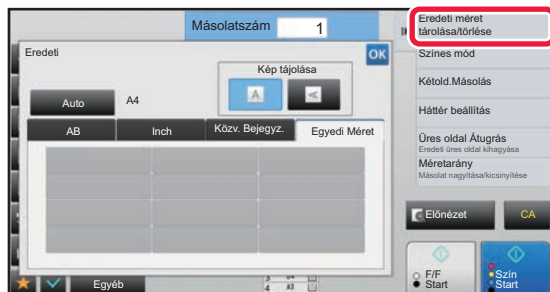 Másolatszám 1
Eredeti méret
tárolása/törlése
Eredeti
OK
Kép tájolása
Auto
A4
A
A
AB
Inch
Közv. Bejegyz.
Egyedi Méret
Színes mód
Kétold.Másolás
Háttér beállítás
Üres oldal Átugrás
Eredeti üres oldal kihagyása
Méretarány
Másolat nagyítása/kicsinyítése
Előnézet
CA
F/F
Start
Szín
Start
Egyéb
4 A3